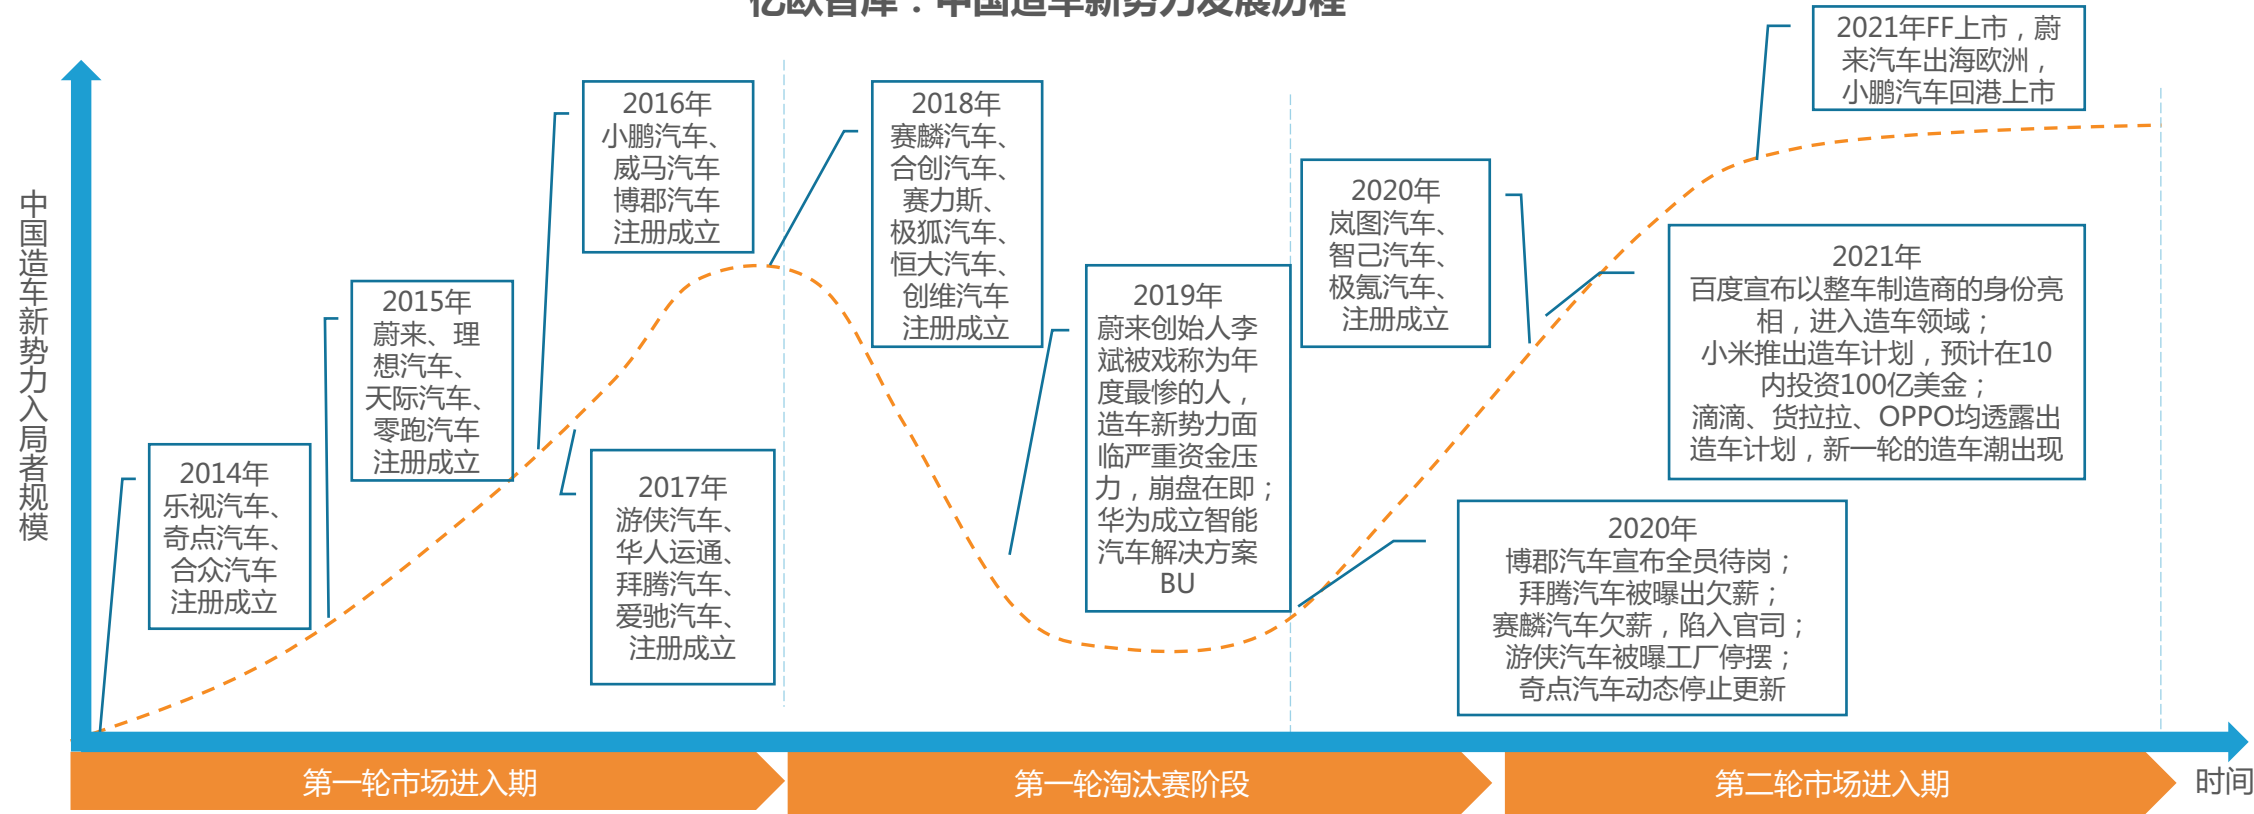 亿欧智库：中国造车新势力发展历程
中国造车新势力入局者规模
2014年
乐视汽车、
奇点汽车、
合众汽车
注册成立
2015年
蔚来、理
想汽车、
天际汽车、
零跑汽车
注册成立
2016年
小鹏汽车、
威马汽车
博郡汽车
注册成立
2017年
游侠汽车、
华人运通、
拜腾汽车、
爱驰汽车、
注册成立
2018年
赛麟汽车、
合创汽车、
赛力斯、
极狐汽车、
恒大汽车、
创维汽车
注册成立
2019年
蔚来创始人李
斌被戏称为年
度最惨的人，
造车新势力面
临严重资金压
力，崩盘在即；
华为成立智能
汽车解决方案
BU
2020年
岚图汽车、
智己汽车、
极氪汽车、
注册成立
2020年
博郡汽车宣布全员待岗；
拜腾汽车被曝出欠薪；
赛麟汽车欠薪，陷入官司；
游侠汽车被曝工厂停摆；
奇点汽车动态停止更新
2021年FF上市，蔚
来汽车出海欧洲，
小鹏汽车回港上市
2021年
百度宣布以整车制造商的身份亮
相，进入造车领域；
小米推出造车计划，预计在10
内投资100亿美金；
滴滴、货拉拉、OPPO均透露出
造车计划，新一轮的造车潮出现
第一轮市场进入期
第一轮淘汰赛阶段
第二轮市场进入期
时间